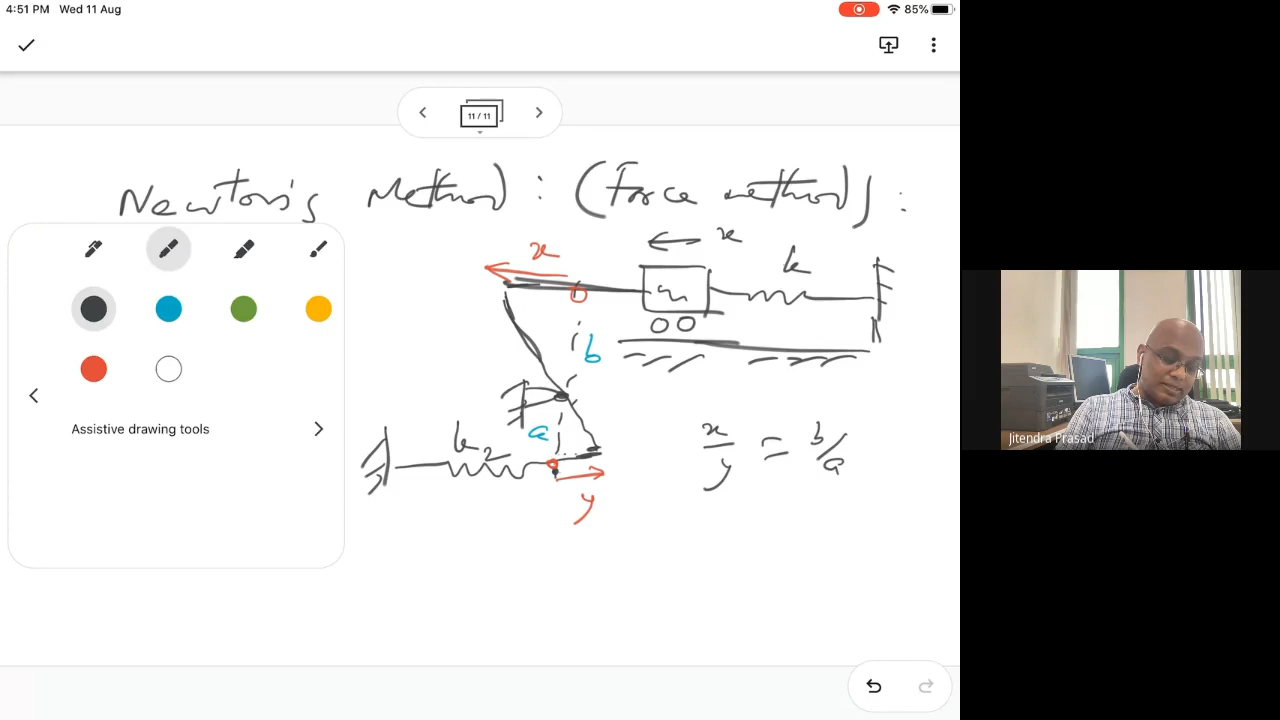 4:51 PM Wed 11 Aug
85%
11 / 11
Newton's Method : (Force method) :
x
x
m
k
b
Assistive drawing tools
a
k2
y
x/y = b/a
Jitendra Prasad